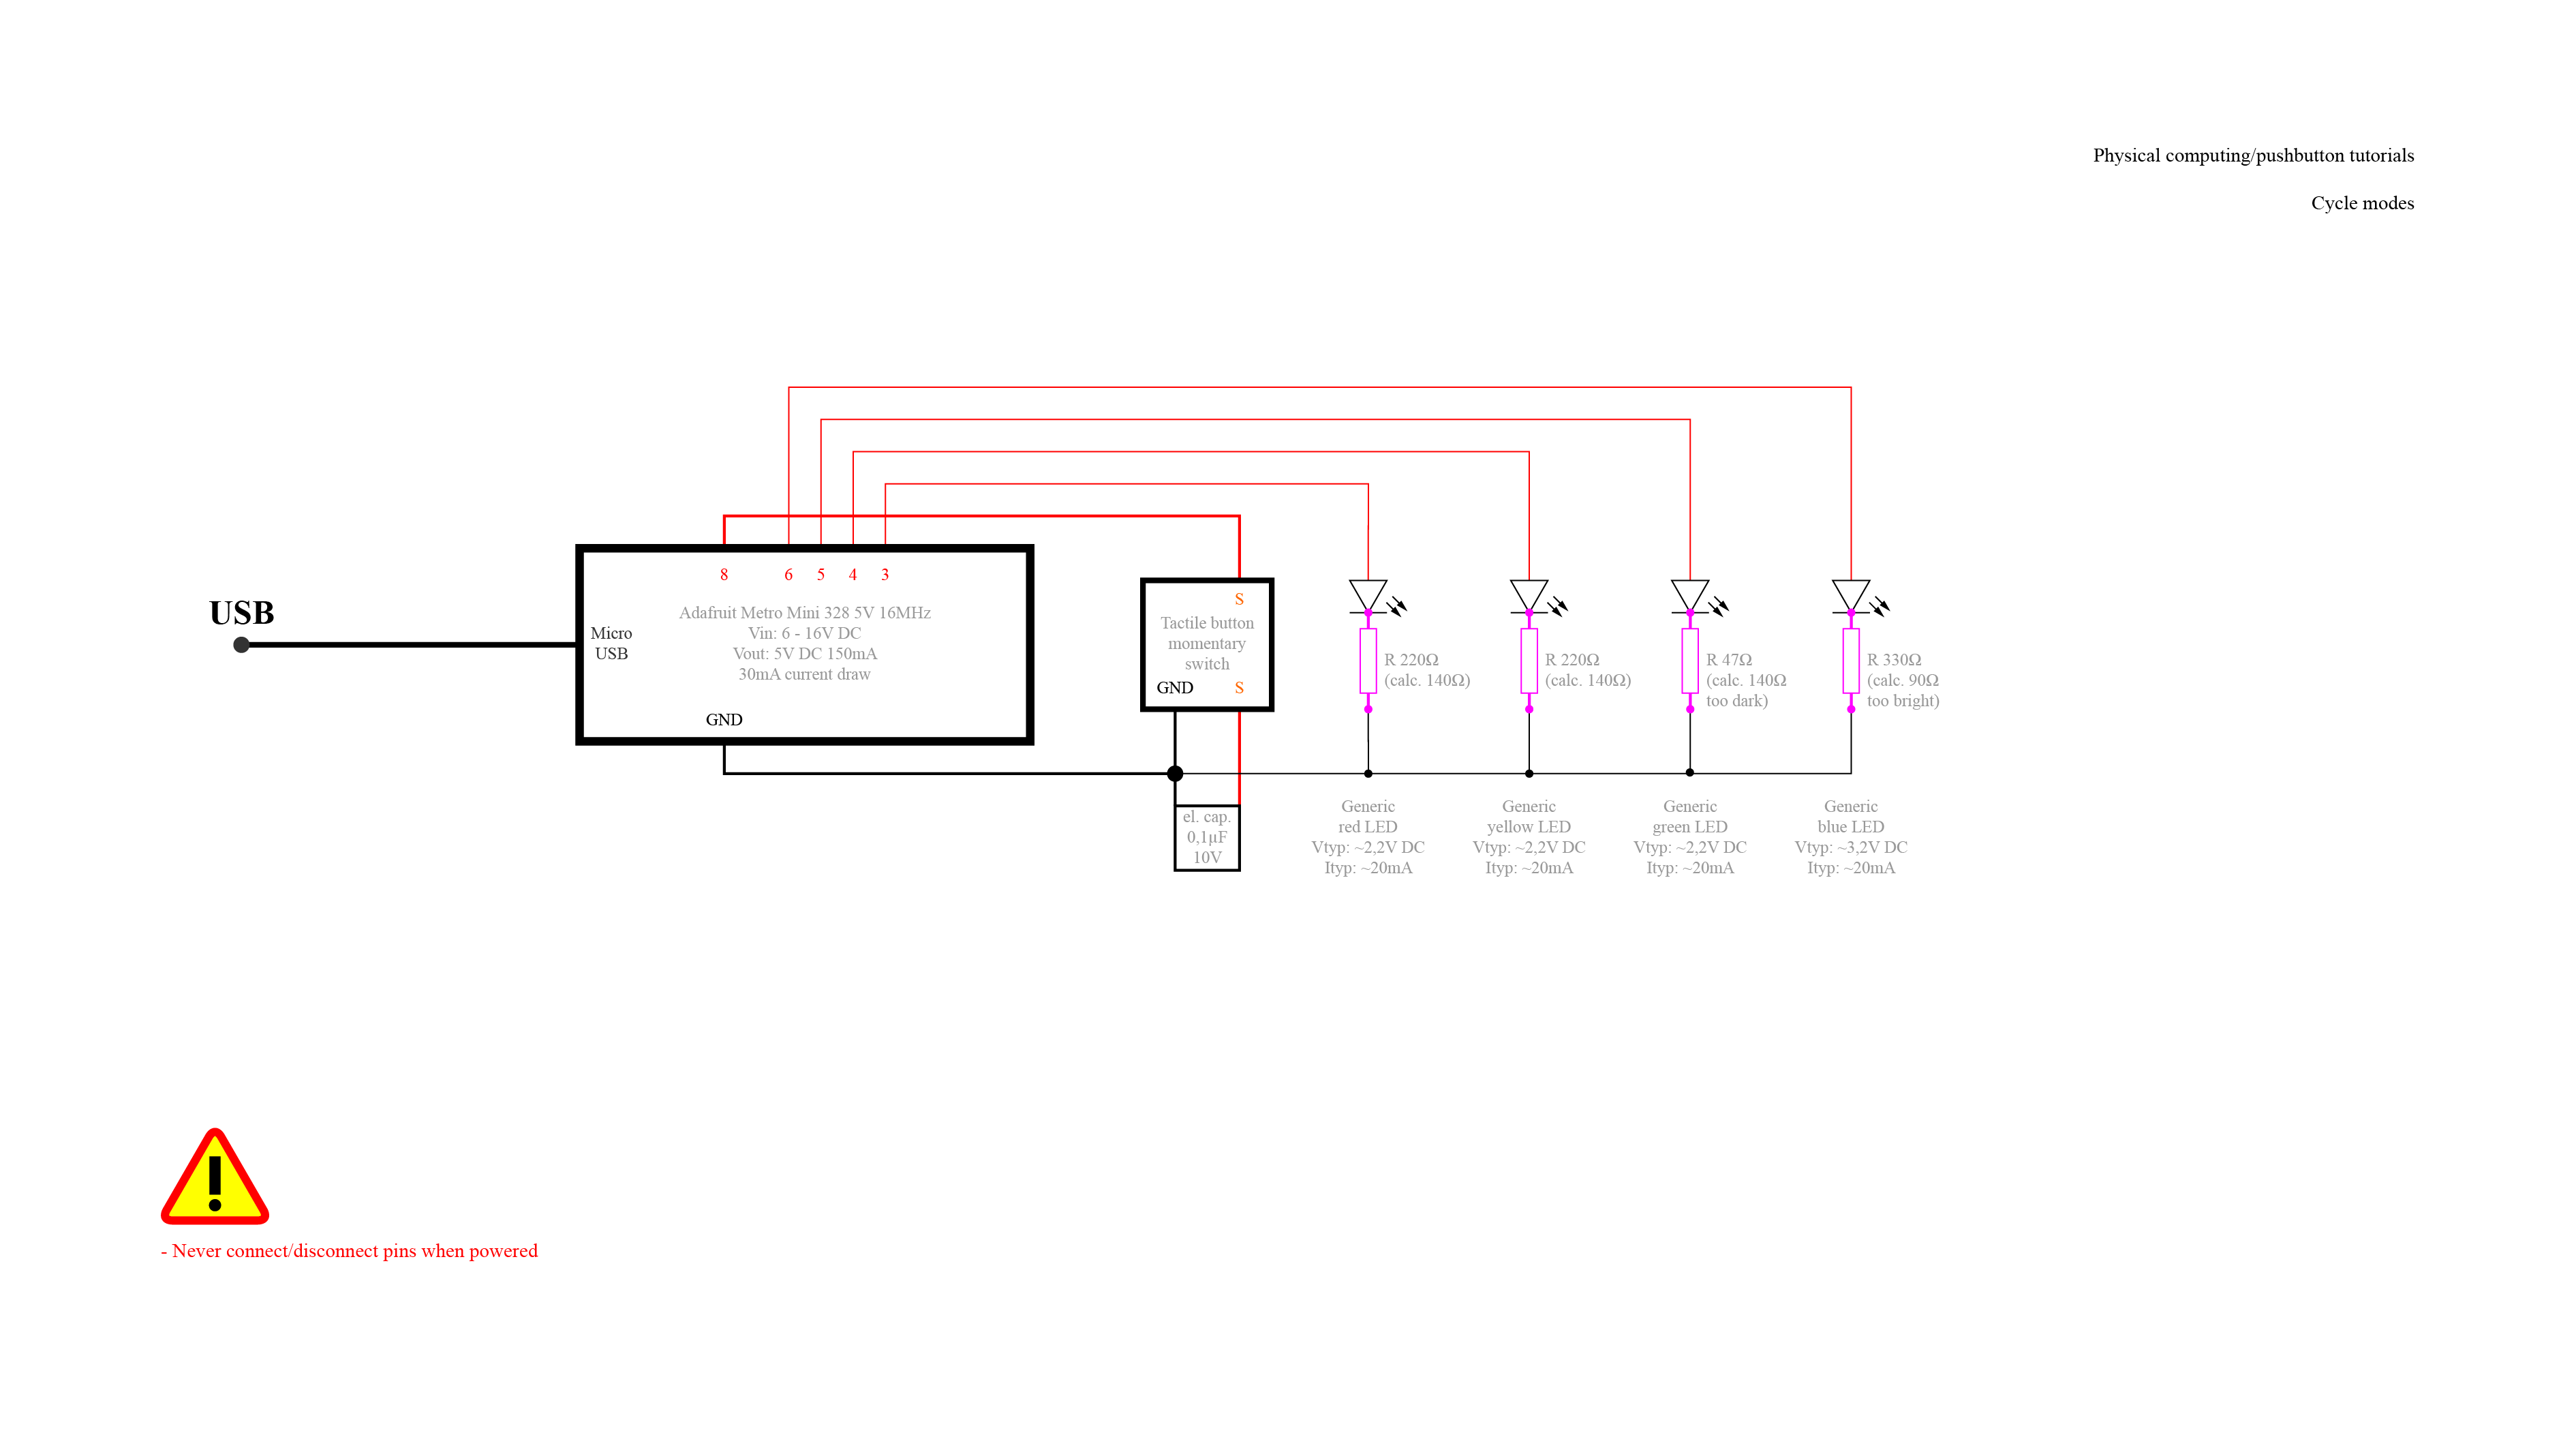 Physical computing/pushbutton tutorials
Cycle modes
USB
8 6 5 4 3
Adafruit Metro Mini 328 5V 16MHz
Vin: 6 - 16V DC
Vout: 5V DC 150mA
30mA current draw
Micro
USB
GND
S
Tactile button
momentary
switch
GND S
R 220Ω
(calc. 140Ω)
R 220Ω
(calc. 140Ω)
R 47Ω
(calc. 140Ω
too dark)
R 330Ω
(calc. 90Ω
too bright)
el. cap.
0,1µF
10V
Generic
red LED
Vtyp: ~2,2V DC
Ityp: ~20mA
Generic
yellow LED
Vtyp: ~2,2V DC
Ityp: ~20mA
Generic
green LED
Vtyp: ~2,2V DC
Ityp: ~20mA
Generic
blue LED
Vtyp: ~3,2V DC
Ityp: ~20mA
!
- Never connect/disconnect pins when powered